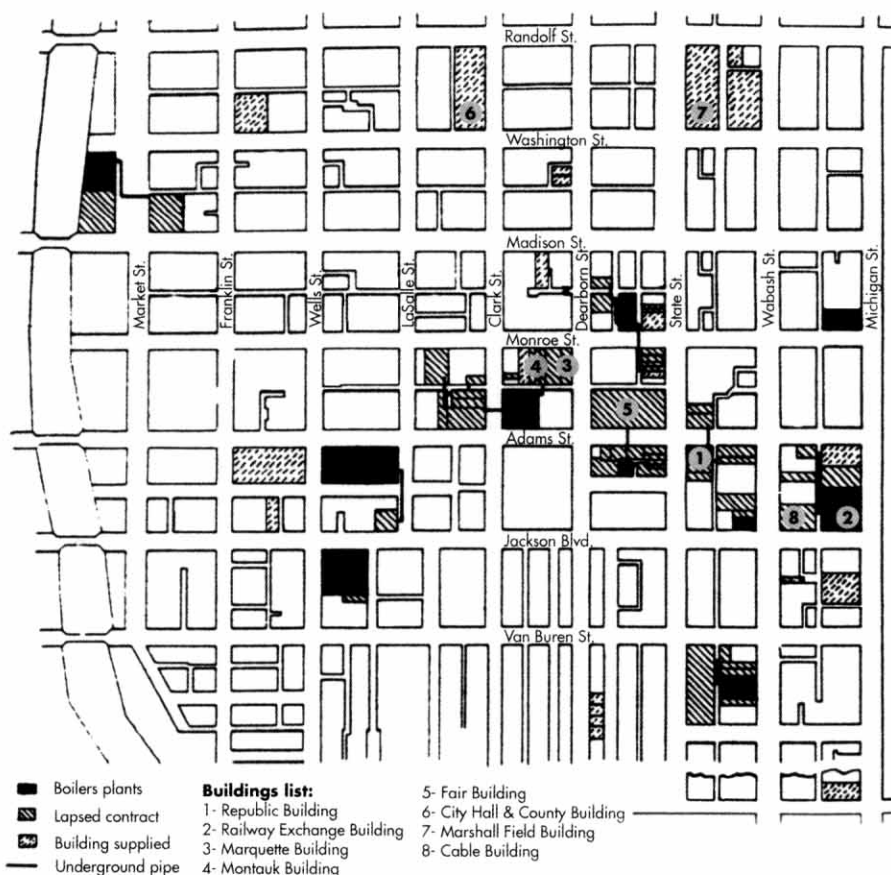 Randolf St.
6
7
Washington St.
Madison St.
Market St.
Franklin St.
Wells St.
LaSalle St.
Clark St.
Dearborn St.
State St.
Wabash St.
Michigan St.
Monroe St.
4
3
5
Adams St.
1
8
2
Jackson Blvd.
Van Buren St.
Boilers plants
Lapsed contract
Building supplied
Underground pipe
Buildings list:
1- Republic Building
2- Railway Exchange Building
3- Marquette Building
4- Montauk Building
5- Fair Building
6- City Hall & County Building
7- Marshall Field Building
8- Cable Building